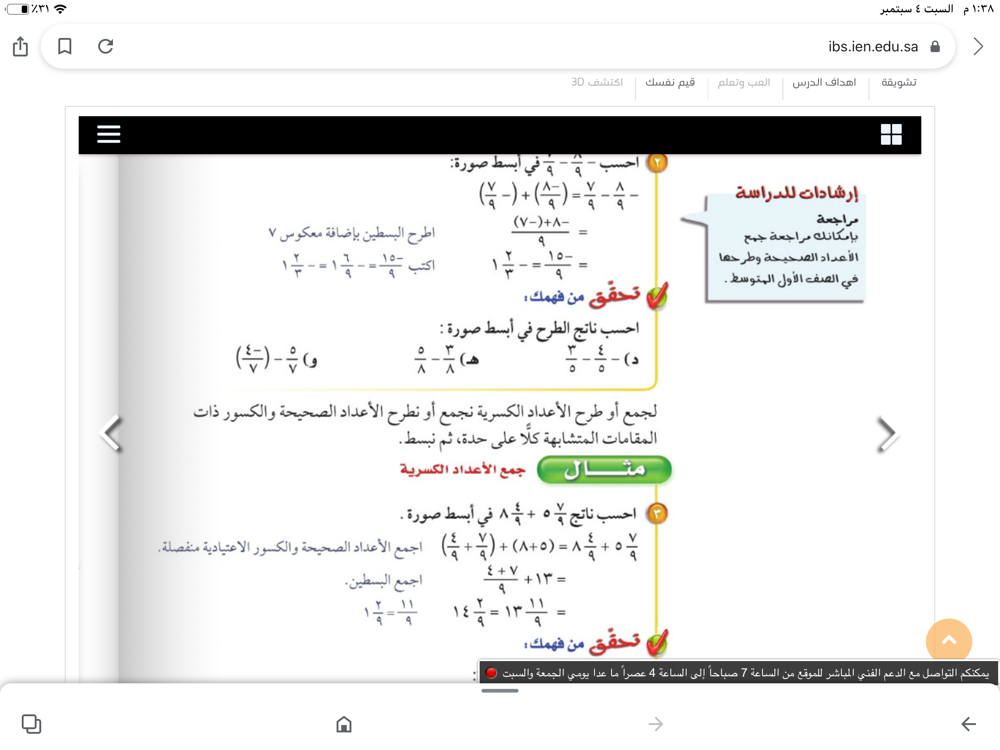 ١:٣٨ م السبت ٤ سبتمبر ٣١٪
ibs.ien.edu.sa
تشويقة اهداف الدرس العب وتعلم قيم نفسك اكتشف 3D
٢ احسب - ٨/٩ - ٧/٩ في أبسط صورة:
- ٨/٩ - ٧/٩ = (-٨/٩) + (- ٧/٩)
= (-٨+(-٧))/٩ اطرح البسطين بإضافة معكوس ٧
= -١٥/٩ = - ١ ٢/٣ اكتب -١٥/٩ = - ١ ٦/٩ = - ١ ٢/٣
إرشادات للدراسة
مراجعة
بإمكانك مراجعة جمع
الأعداد الصحيحة وطرحها
في الصف الأول المتوسط .
تحقّق من فهمك:
احسب ناتج الطرح في أبسط صورة :
د) - ٤/٥ - ٣/٥ هـ) ٣/٨ - ٥/٨ و) ٥/٧ - (-٤/٧)
لجمع أو طرح الأعداد الكسرية نجمع أو نطرح الأعداد الصحيحة والكسور ذات
المقامات المتشابهة كلًّا على حدة، ثم نبسط.
مثـــــال جمع الأعداد الكسرية
٣ احسب ناتج ٥ ٧/٩ + ٨ ٤/٩ في أبسط صورة .
٥ ٧/٩ + ٨ ٤/٩ = (٥+٨) + (٧/٩ + ٤/٩) اجمع الأعداد الصحيحة والكسور الاعتيادية منفصلة.
= ١٣+ (٧ + ٤)/٩ اجمع البسطين.
= ١٣ ١١/٩ = ١٤ ٢/٩ ١١/٩ = ١ ٢/٩
تحقّق من فهمك:
يمكنكم التواصل مع الدعم الفني المباشر للموقع من الساعة 7 صباحاً إلى الساعة 4 عصراً ما عدا يومي الجمعة والسبت